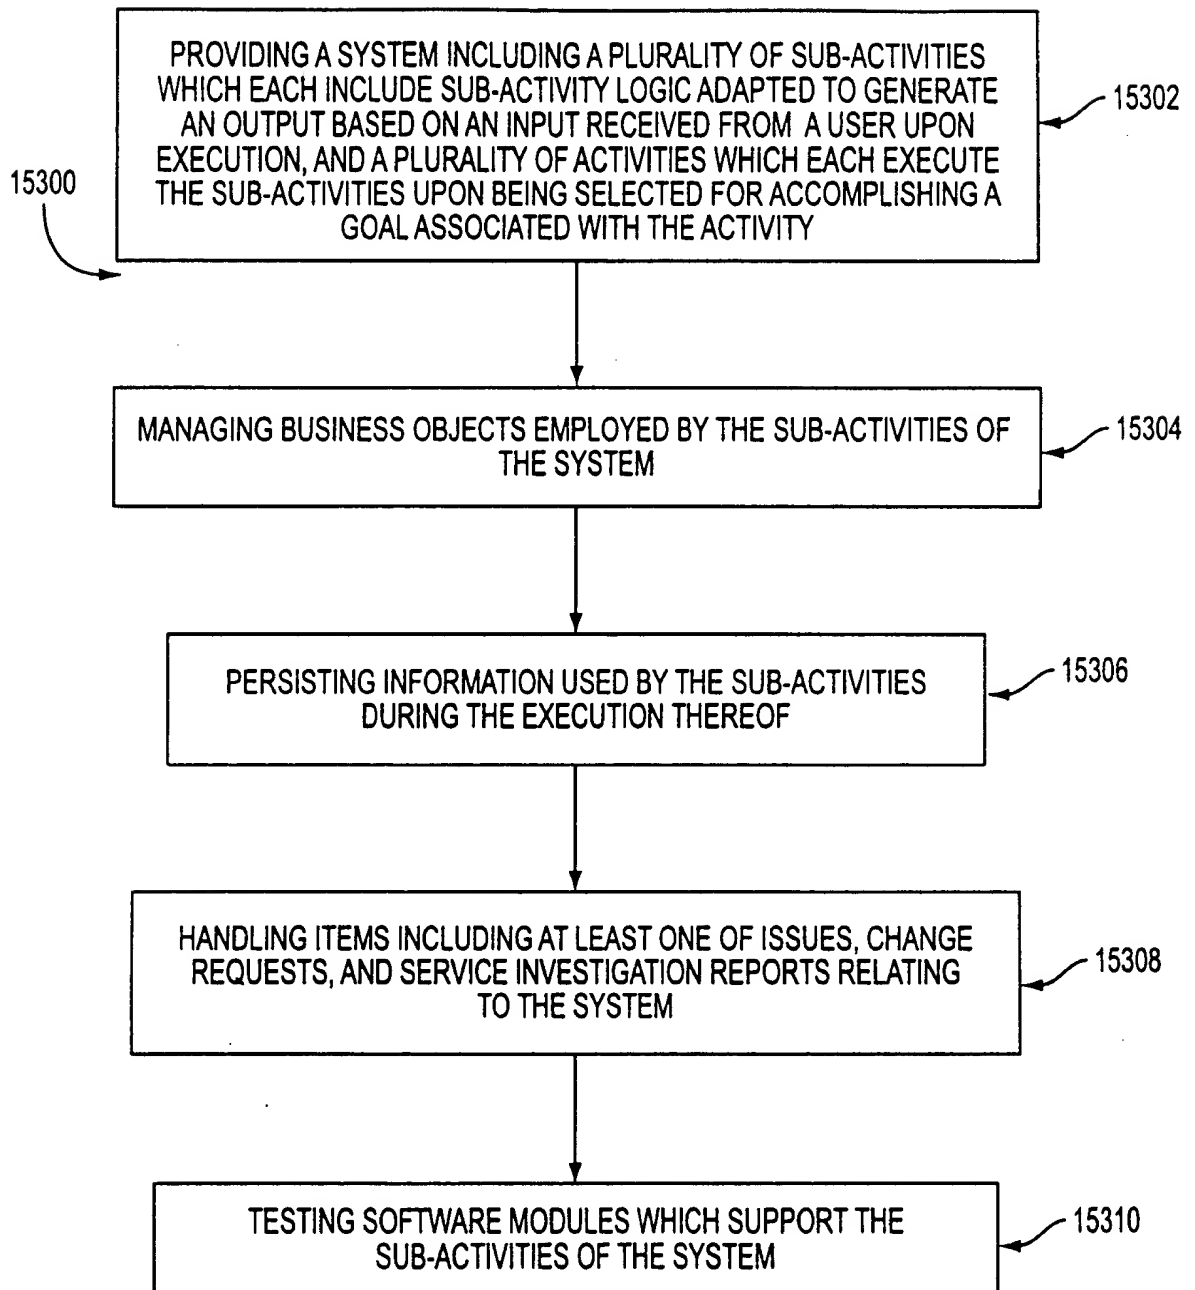 PROVIDING A SYSTEM INCLUDING A PLURALITY OF SUB-ACTIVITIES
WHICH EACH INCLUDE SUB-ACTIVITY LOGIC ADAPTED TO GENERATE
AN OUTPUT BASED ON AN INPUT RECEIVED FROM A USER UPON
EXECUTION, AND A PLURALITY OF ACTIVITIES WHICH EACH EXECUTE
THE SUB-ACTIVITIES UPON BEING SELECTED FOR ACCOMPLISHING A
GOAL ASSOCIATED WITH THE ACTIVITY
15302
15300
MANAGING BUSINESS OBJECTS EMPLOYED BY THE SUB-ACTIVITIES OF
THE SYSTEM
15304
PERSISTING INFORMATION USED BY THE SUB-ACTIVITIES
DURING THE EXECUTION THEREOF
15306
HANDLING ITEMS INCLUDING AT LEAST ONE OF ISSUES, CHANGE
REQUESTS, AND SERVICE INVESTIGATION REPORTS RELATING
TO THE SYSTEM
15308
TESTING SOFTWARE MODULES WHICH SUPPORT THE
SUB-ACTIVITIES OF THE SYSTEM
15310